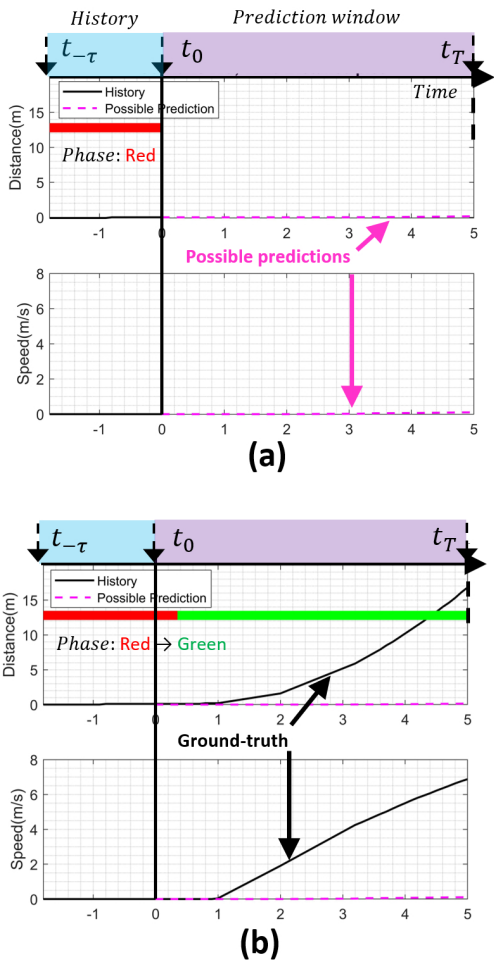 History Prediction window
t₋τ t₀ t_T
History
Possible Prediction
Time
Distance(m)
15
10
5
0
Phase: Red
-1 0 1 2 3 4 5
Possible predictions
Speed(m/s)
8
6
4
2
0
-1 0 1 2 3 4 5
(a)
t₋τ t₀ t_T
History
Possible Prediction
Distance(m)
15
10
5
0
Phase: Red → Green
-1 0 1 2 3 4 5
Ground-truth
Speed(m/s)
8
6
4
2
0
-1 0 1 2 3 4 5
(b)